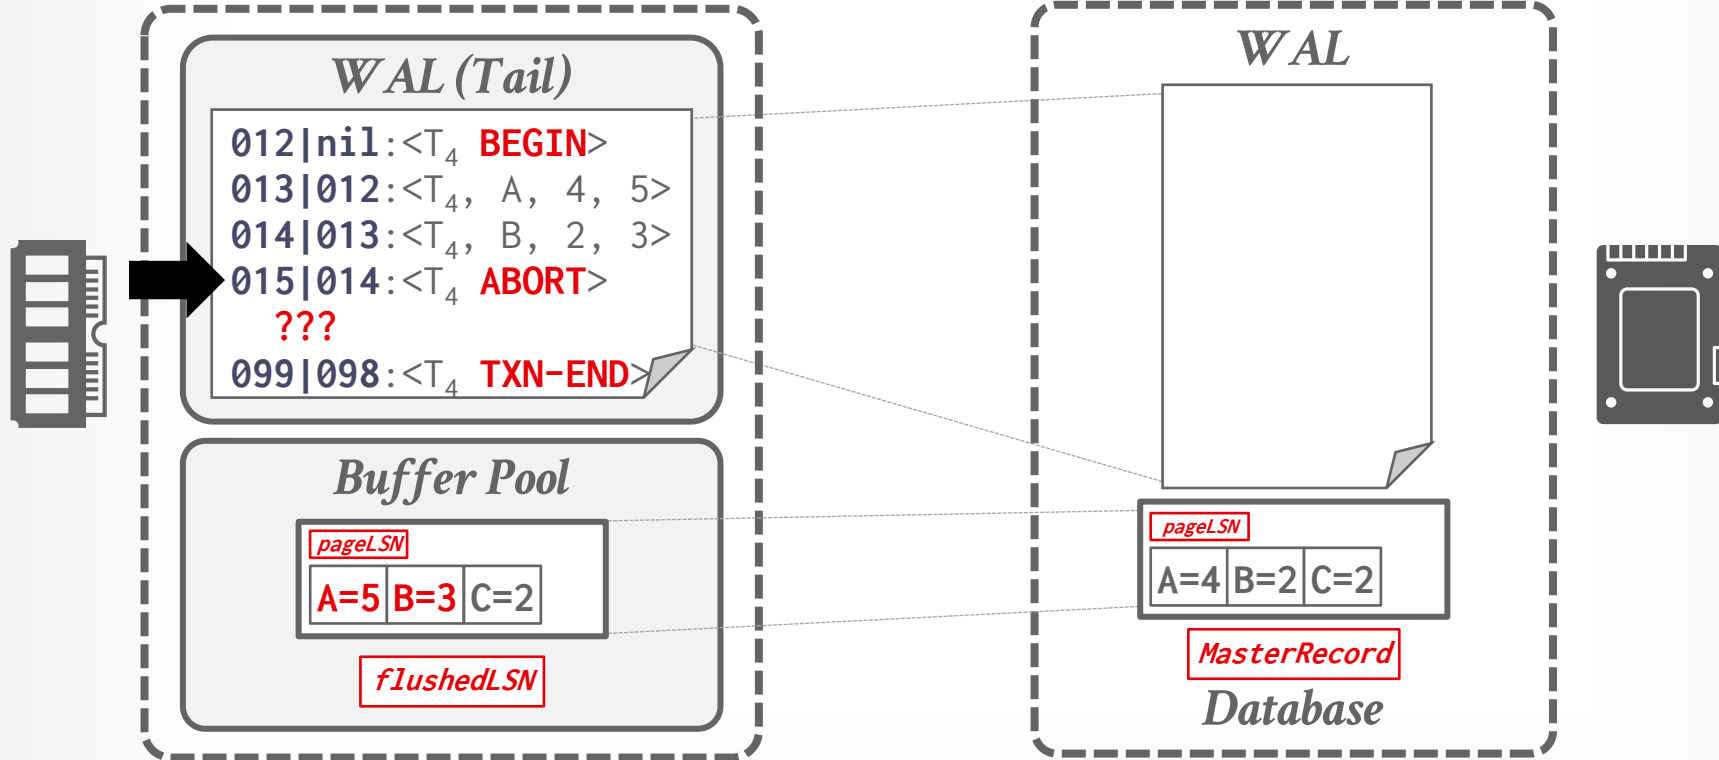 WAL (Tail)
012|nil:<T4 BEGIN>
013|012:<T4, A, 4, 5>
014|013:<T4, B, 2, 3>
015|014:<T4 ABORT>
???
099|098:<T4 TXN-END>
Buffer Pool
pageLSN
A=5 B=3 C=2
flushedLSN
WAL
pageLSN
A=4 B=2 C=2
MasterRecord
Database